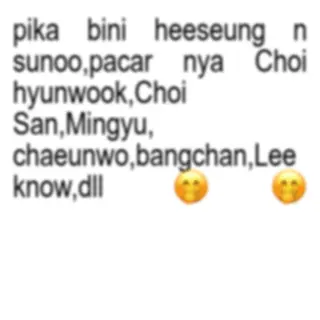 pika bini heeseung n
sunoo,pacar nya Choi
hyunwook,Choi
San,Mingyu,
chaeunwo,bangchan,Lee
know,dll 🤭 🤭